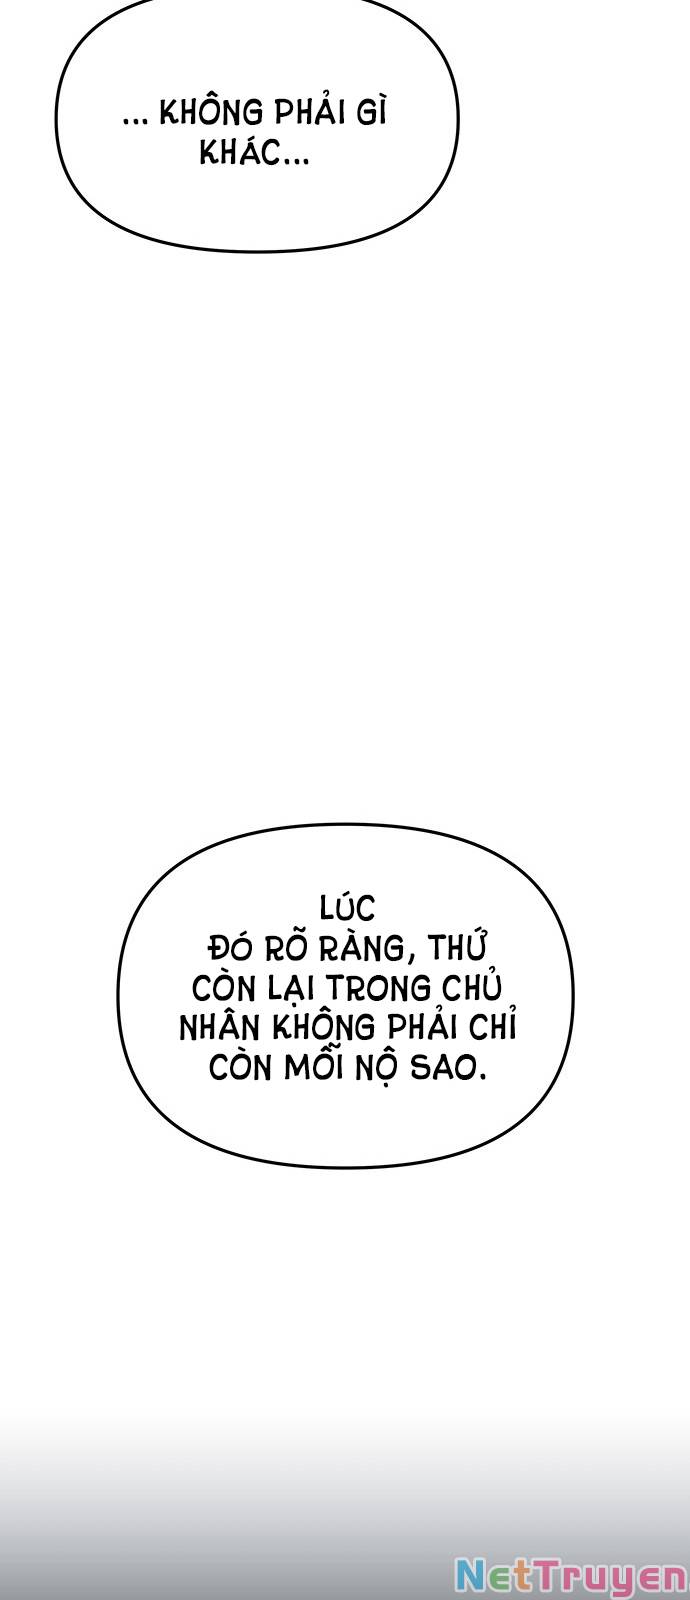 ... KHÔNG PHẢI GÌ
KHÁC...
LÚC
ĐÓ RÕ RÀNG, THỨ
CÒN LẠI TRONG CHỦ
NHÂN KHÔNG PHẢI CHỈ
CÒN MỖI NỘ SAO.
NetTruyen